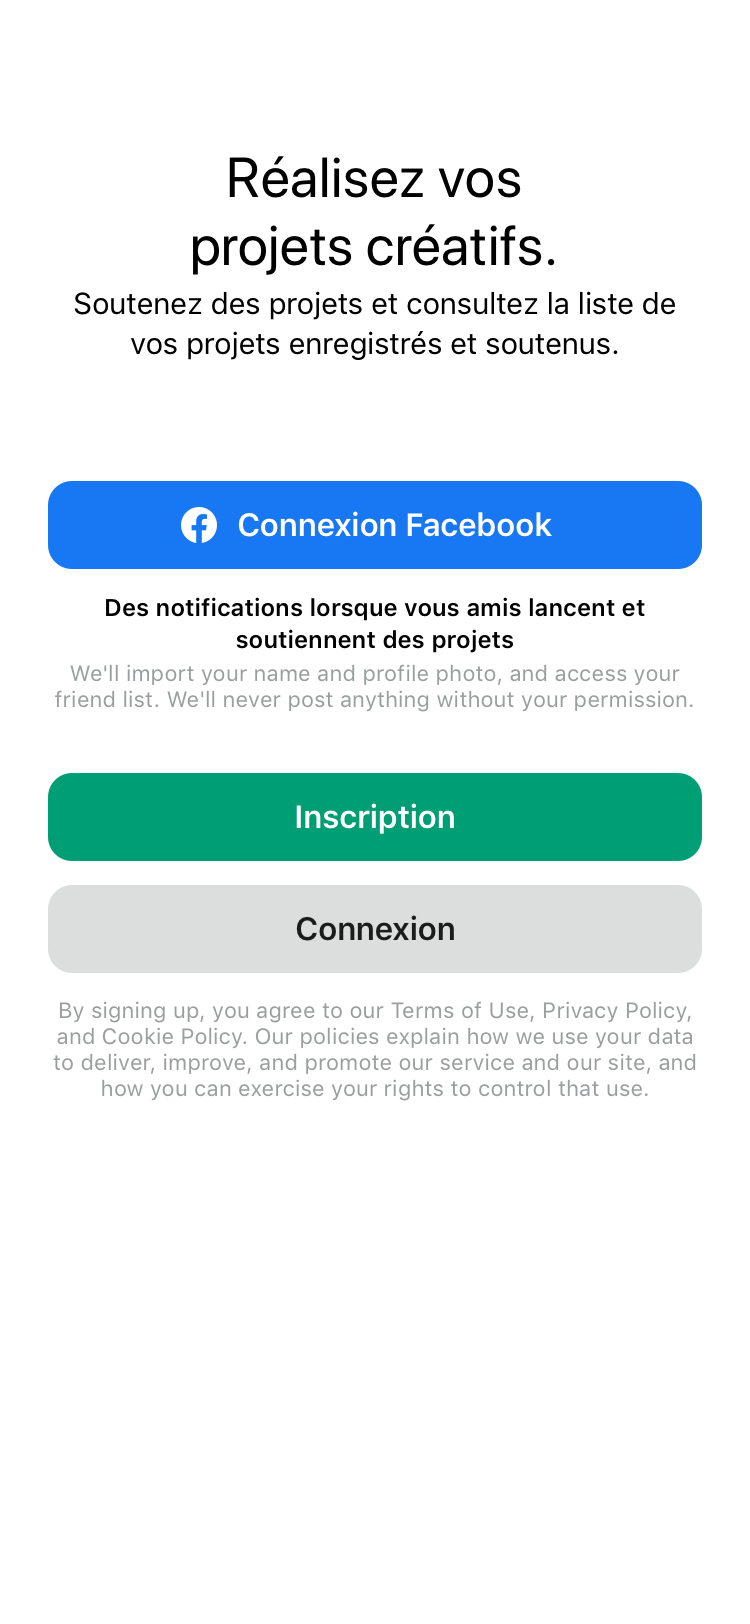 Réalisez vos
projets créatifs.
Soutenez des projets et consultez la liste de
vos projets enregistrés et soutenus.
Connexion Facebook
Des notifications lorsque vous amis lancent et
soutiennent des projets
We'll import your name and profile photo, and access your
friend list. We'll never post anything without your permission.
Inscription
Connexion
By signing up, you agree to our Terms of Use, Privacy Policy,
and Cookie Policy. Our policies explain how we use your data
to deliver, improve, and promote our service and our site, and
how you can exercise your rights to control that use.